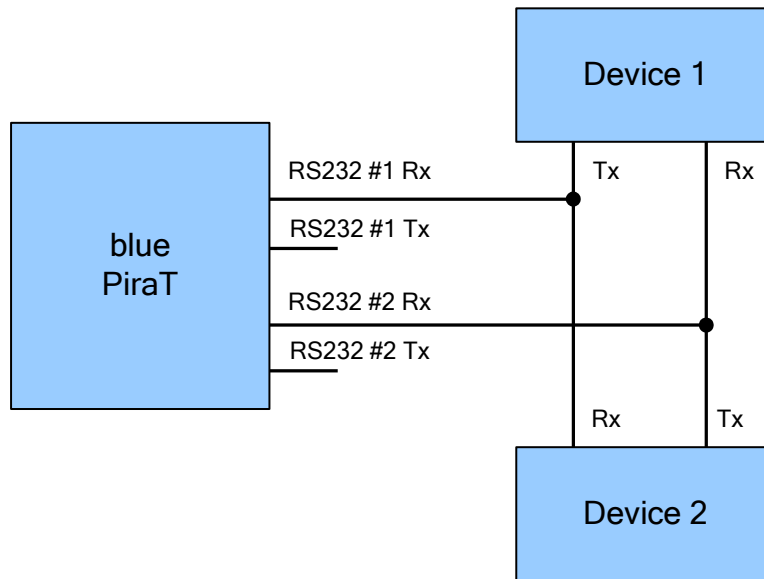 Device 1
RS232 #1 Rx
Tx
Rx
RS232 #1 Tx
blue
PiraT
RS232 #2 Rx
RS232 #2 Tx
Rx
Tx
Device 2